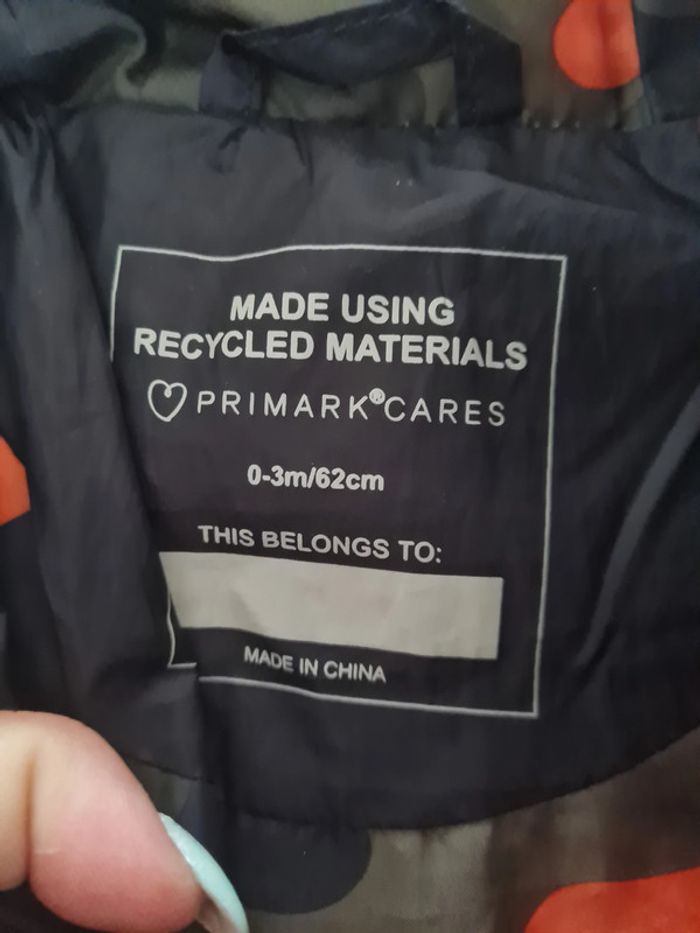 MADE USING
RECYCLED MATERIALS
PRIMARK®CARES
0-3m/62cm
THIS BELONGS TO:
MADE IN CHINA